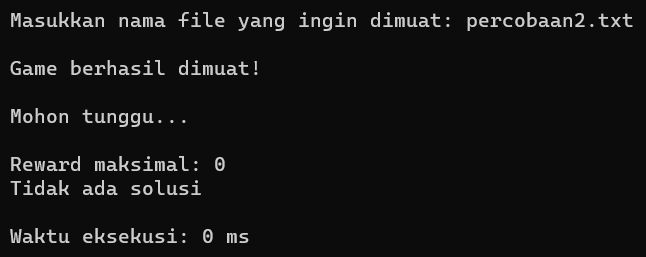 Masukkan nama file yang ingin dimuat: percobaan2.txt
Game berhasil dimuat!
Mohon tunggu...
Reward maksimal: 0
Tidak ada solusi
Waktu eksekusi: 0 ms